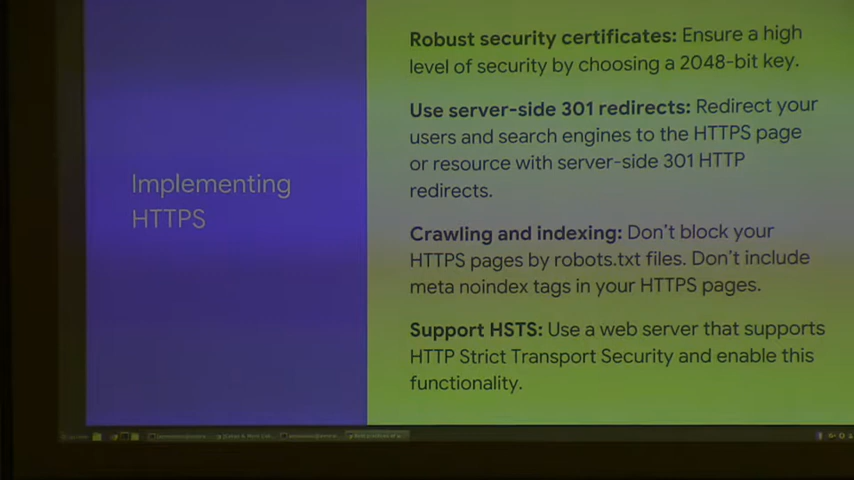 Implementing
HTTPS
Robust security certificates: Ensure a high
level of security by choosing a 2048-bit key.
Use server-side 301 redirects: Redirect your
users and search engines to the HTTPS page
or resource with server-side 301 HTTP
redirects.
Crawling and indexing: Don't block your
HTTPS pages by robots.txt files. Don't include
meta noindex tags in your HTTPS pages.
Support HSTS: Use a web server that supports
HTTP Strict Transport Security and enable this
functionality.